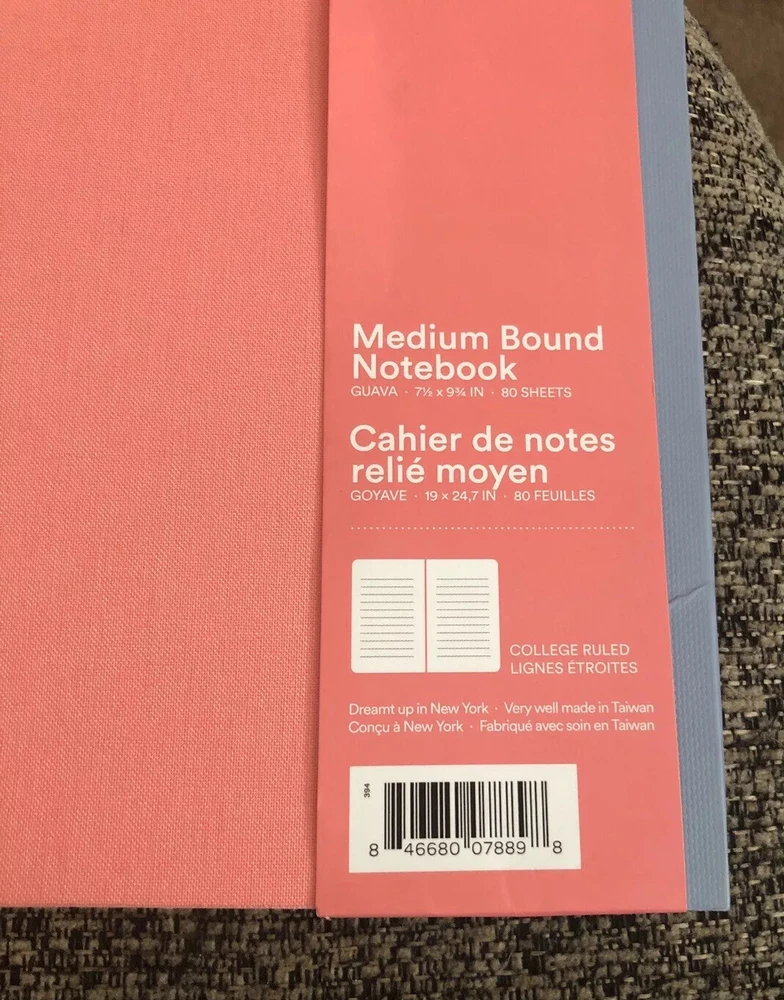 Medium Bound
Notebook
GUAVA · 7½ x 9¾ IN · 80 SHEETS
Cahier de notes
relié moyen
GOYAVE · 19 x 24,7 IN · 80 FEUILLES
COLLEGE RULED
LIGNES ÉTROITES
Dreamt up in New York · Very well made in Taiwan
Conçu à New York · Fabriqué avec soin en Taiwan
394
8 46680 07889 8